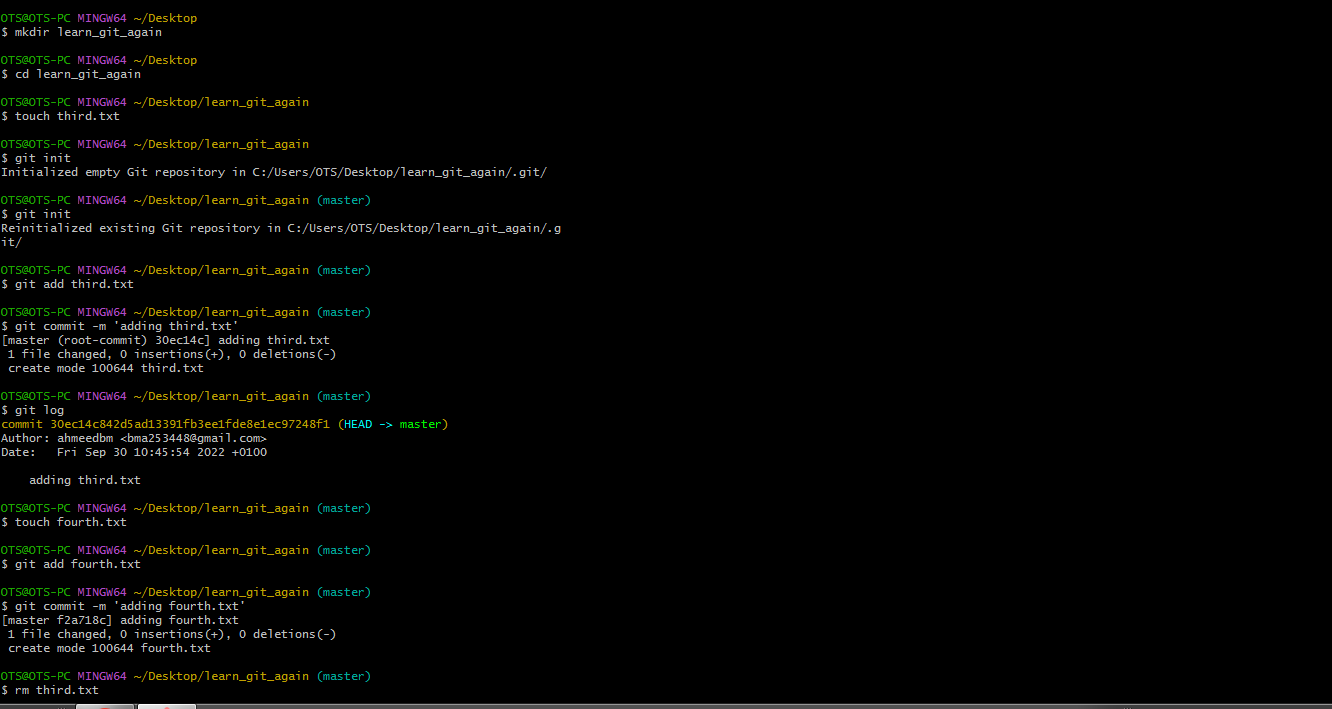 OTS@OTS-PC MINGW64 ~/Desktop
$ mkdir learn_git_again
OTS@OTS-PC MINGW64 ~/Desktop
$ cd learn_git_again
OTS@OTS-PC MINGW64 ~/Desktop/learn_git_again
$ touch third.txt
OTS@OTS-PC MINGW64 ~/Desktop/learn_git_again
$ git init
Initialized empty Git repository in C:/Users/OTS/Desktop/learn_git_again/.git/
OTS@OTS-PC MINGW64 ~/Desktop/learn_git_again (master)
$ git init
Reinitialized existing Git repository in C:/Users/OTS/Desktop/learn_git_again/.g
it/
OTS@OTS-PC MINGW64 ~/Desktop/learn_git_again (master)
$ git add third.txt
OTS@OTS-PC MINGW64 ~/Desktop/learn_git_again (master)
$ git commit -m 'adding third.txt'
[master (root-commit) 30ec14c] adding third.txt
 1 file changed, 0 insertions(+), 0 deletions(-)
 create mode 100644 third.txt
OTS@OTS-PC MINGW64 ~/Desktop/learn_git_again (master)
$ git log
commit 30ec14c842d5ad13391fb3ee1fde8e1ec97248f1 (HEAD -> master)
Author: ahmeedbm <bma253448@gmail.com>
Date:   Fri Sep 30 10:45:54 2022 +0100
    adding third.txt
OTS@OTS-PC MINGW64 ~/Desktop/learn_git_again (master)
$ touch fourth.txt
OTS@OTS-PC MINGW64 ~/Desktop/learn_git_again (master)
$ git add fourth.txt
OTS@OTS-PC MINGW64 ~/Desktop/learn_git_again (master)
$ git commit -m 'adding fourth.txt'
[master f2a718c] adding fourth.txt
 1 file changed, 0 insertions(+), 0 deletions(-)
 create mode 100644 fourth.txt
OTS@OTS-PC MINGW64 ~/Desktop/learn_git_again (master)
$ rm third.txt